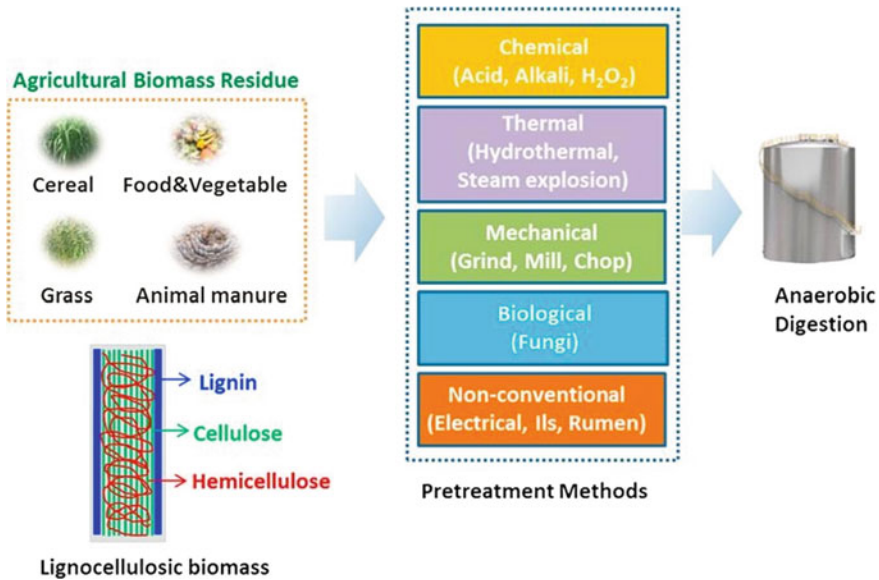 Agricultural Biomass Residue
Cereal
Food&Vegetable
Grass
Animal manure
Lignin
Cellulose
Hemicellulose
Lignocellulosic biomass
Chemical
(Acid, Alkali, H₂O₂)
Thermal
(Hydrothermal,
Steam explosion)
Mechanical
(Grind, Mill, Chop)
Biological
(Fungi)
Non-conventional
(Electrical, Ils, Rumen)
Pretreatment Methods
Anaerobic
Digestion